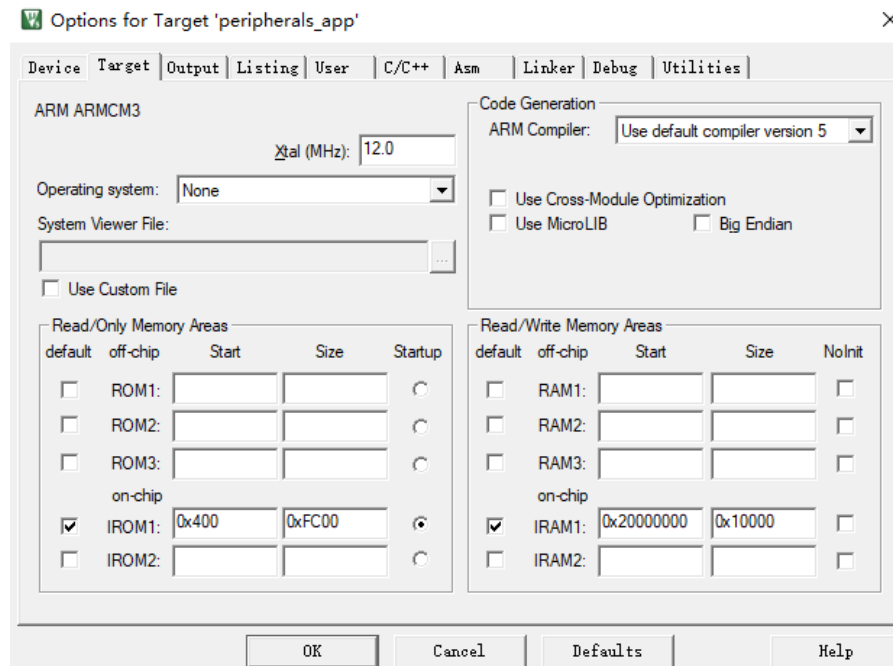 Options for Target 'peripherals_app'
Device Target Output Listing User C/C++ Asm Linker Debug Utilities
ARM ARMCM3
Xtal (MHz): 12.0
Operating system: None
System Viewer File:
...
Use Custom File
Code Generation
ARM Compiler: Use default compiler version 5
Use Cross-Module Optimization
Use MicroLIB Big Endian
Read/Only Memory Areas
default off-chip Start Size Startup
ROM1:
ROM2:
ROM3:
on-chip
IROM1: 0x400 0xFC00
IROM2:
Read/Write Memory Areas
default off-chip Start Size NoInit
RAM1:
RAM2:
RAM3:
on-chip
IRAM1: 0x20000000 0x10000
IRAM2:
OK Cancel Defaults Help